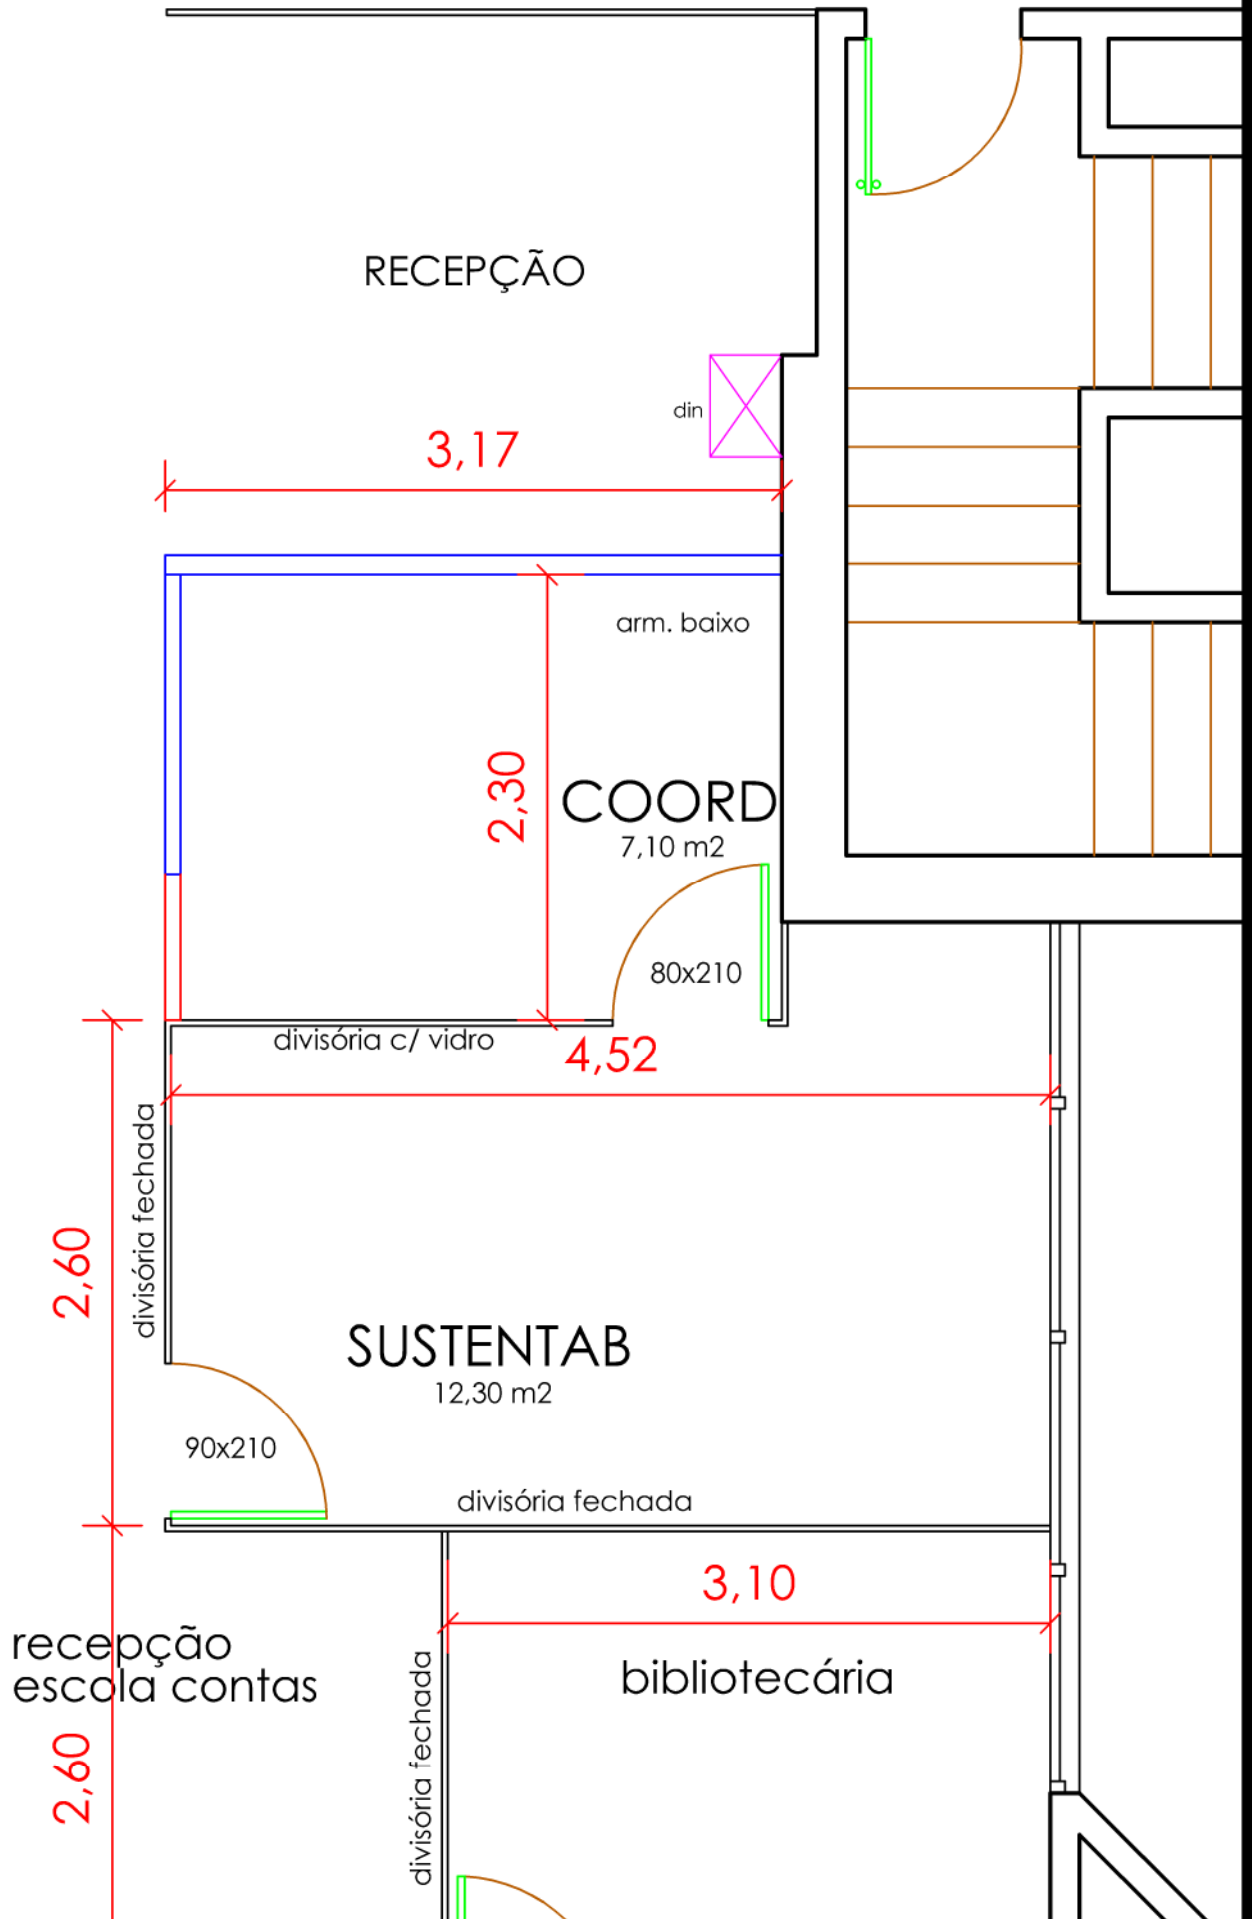 RECEPÇÃO
din
3,17
arm. baixo
2,30
COORD
7,10 m2
80x210
divisória c/ vidro
4,52
divisória fechada
2,60
SUSTENTAB
12,30 m2
90x210
divisória fechada
3,10
recepção
escola contas
bibliotecária
divisória fechada
2,60